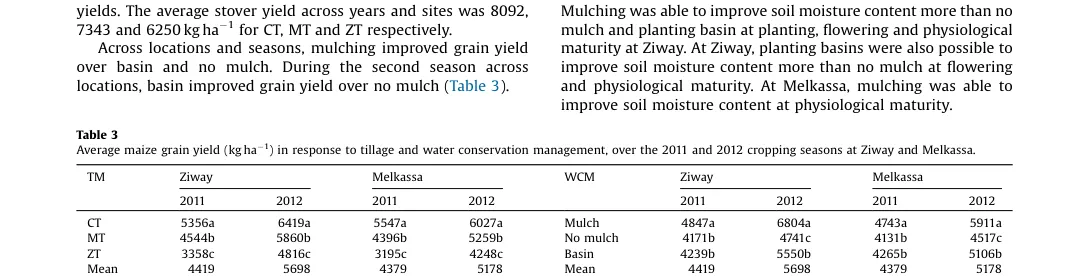 yields. The average stover yield across years and sites was 8092,
7343 and 6250 kg ha−1 for CT, MT and ZT respectively.
Across locations and seasons, mulching improved grain yield
over basin and no mulch. During the second season across
locations, basin improved grain yield over no mulch (Table 3).
Mulching was able to improve soil moisture content more than no
mulch and planting basin at planting, flowering and physiological
maturity at Ziway. At Ziway, planting basins were also possible to
improve soil moisture content more than no mulch at flowering
and physiological maturity. At Melkassa, mulching was able to
improve soil moisture content at physiological maturity.
Table 3
Average maize grain yield (kg ha−1) in response to tillage and water conservation management, over the 2011 and 2012 cropping seasons at Ziway and Melkassa.
TM Ziway Melkassa WCM Ziway Melkassa
2011 2012 2011 2012 2011 2012 2011 2012
CT 5356a 6419a 5547a 6027a Mulch 4847a 6804a 4743a 5911a
MT 4544b 5860b 4396b 5259b No mulch 4171b 4741c 4131b 4517c
ZT 3358c 4816c 3195c 4248c Basin 4239b 5550b 4265b 5106b
Mean 4419 5698 4379 5178 Mean 4419 5698 4379 5178